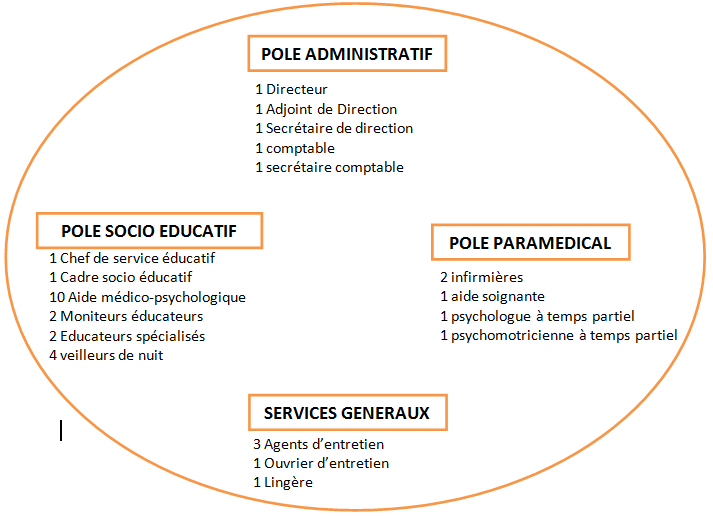 POLE ADMINISTRATIF
1 Directeur
1 Adjoint de Direction
1 Secrétaire de direction
1 comptable
1 secrétaire comptable
POLE SOCIO EDUCATIF
1 Chef de service éducatif
1 Cadre socio éducatif
10 Aide médico-psychologique
2 Moniteurs éducateurs
2 Educateurs spécialisés
4 veilleurs de nuit
POLE PARAMEDICAL
2 infirmières
1 aide soignante
1 psychologue à temps partiel
1 psychomotricienne à temps partiel
SERVICES GENERAUX
3 Agents d’entretien
1 Ouvrier d’entretien
1 Lingère